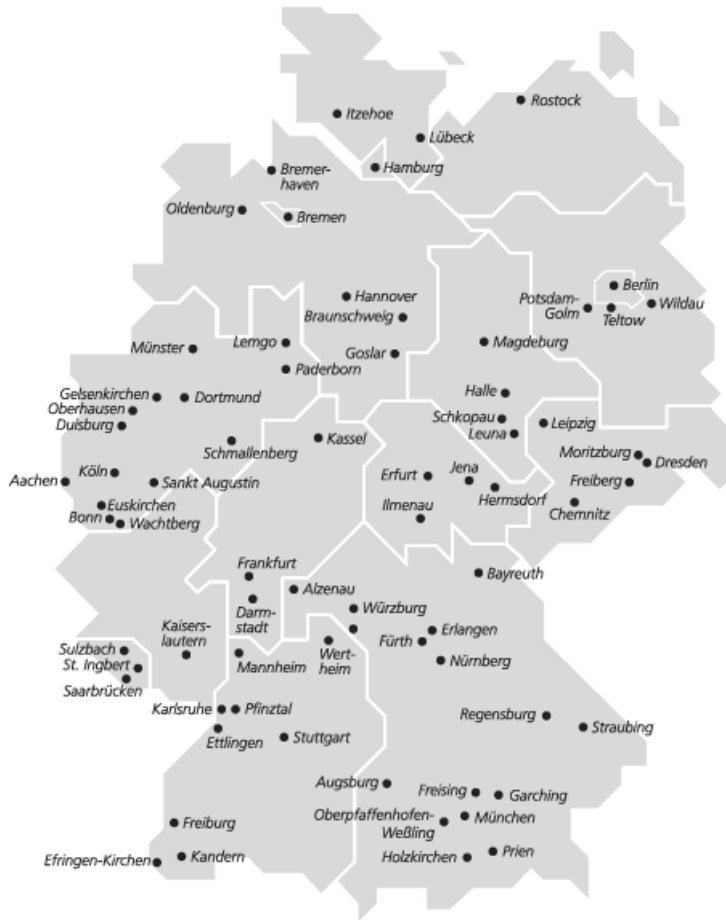 Rostock
Itzehoe
Lübeck
Hamburg
Bremer-
haven
Oldenburg
Bremen
Berlin
Hannover
Potsdam-
Golm
Wildau
Teltow
Braunschweig
Lemgo
Magdeburg
Münster
Goslar
Paderborn
Halle
Gelsenkirchen
Dortmund
Oberhausen
Duisburg
Schkopau
Leipzig
Leuna
Kassel
Schmallenberg
Moritzburg
Dresden
Köln
Jena
Erfurt
Aachen
Sankt Augustin
Freiberg
Hermsdorf
Euskirchen
Ilmenau
Chemnitz
Bonn
Wachtberg
Frankfurt
Bayreuth
Alzenau
Darm-
stadt
Würzburg
Kaisers-
lautern
Erlangen
Fürth
Wert-
heim
Sulzbach
St. Ingbert
Mannheim
Nürnberg
Saarbrücken
Karlsruhe
Pfinztal
Regensburg
Straubing
Ettlingen
Stuttgart
Augsburg
Freising
Garching
Oberpfaffenhofen-
Weßling
München
Freiburg
Prien
Holzkirchen
Efringen-Kirchen
Kandern